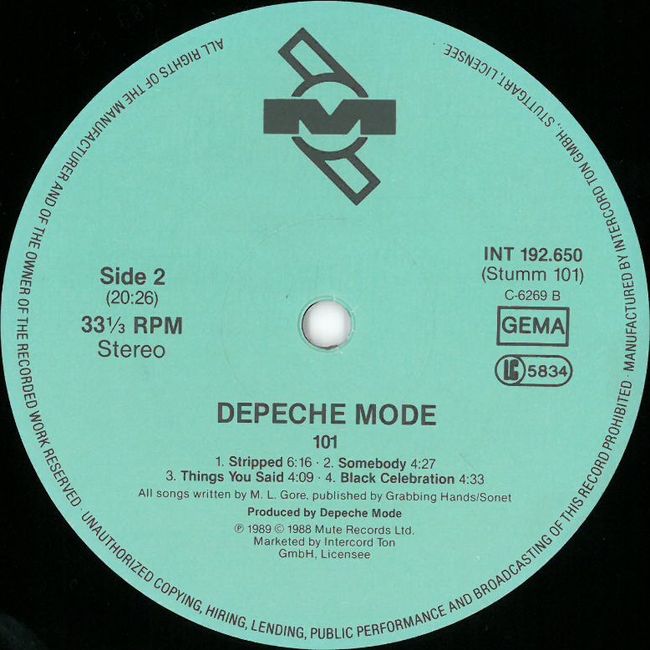 M
Side 2
(20:26)
33⅓ RPM
Stereo
INT 192.650
(Stumm 101)
C-6269 B
GEMA
LC 5834
DEPECHE MODE
101
1. Stripped 6:16 · 2. Somebody 4:27
3. Things You Said 4:09 · 4. Black Celebration 4:33
All songs written by M. L. Gore, published by Grabbing Hands/Sonet
Produced by Depeche Mode
℗ 1989 © 1988 Mute Records Ltd.
Marketed by Intercord Ton
GmbH, Licensee
ALL RIGHTS OF THE MANUFACTURER AND OF THE OWNER OF THE RECORDED WORK RESERVED · UNAUTHORIZED COPYING, HIRING, LENDING, PUBLIC PERFORMANCE AND BROADCASTING OF THIS RECORD PROHIBITED · MANUFACTURED BY INTERCORD TON GMBH, STUTTGART, LICENSEE.